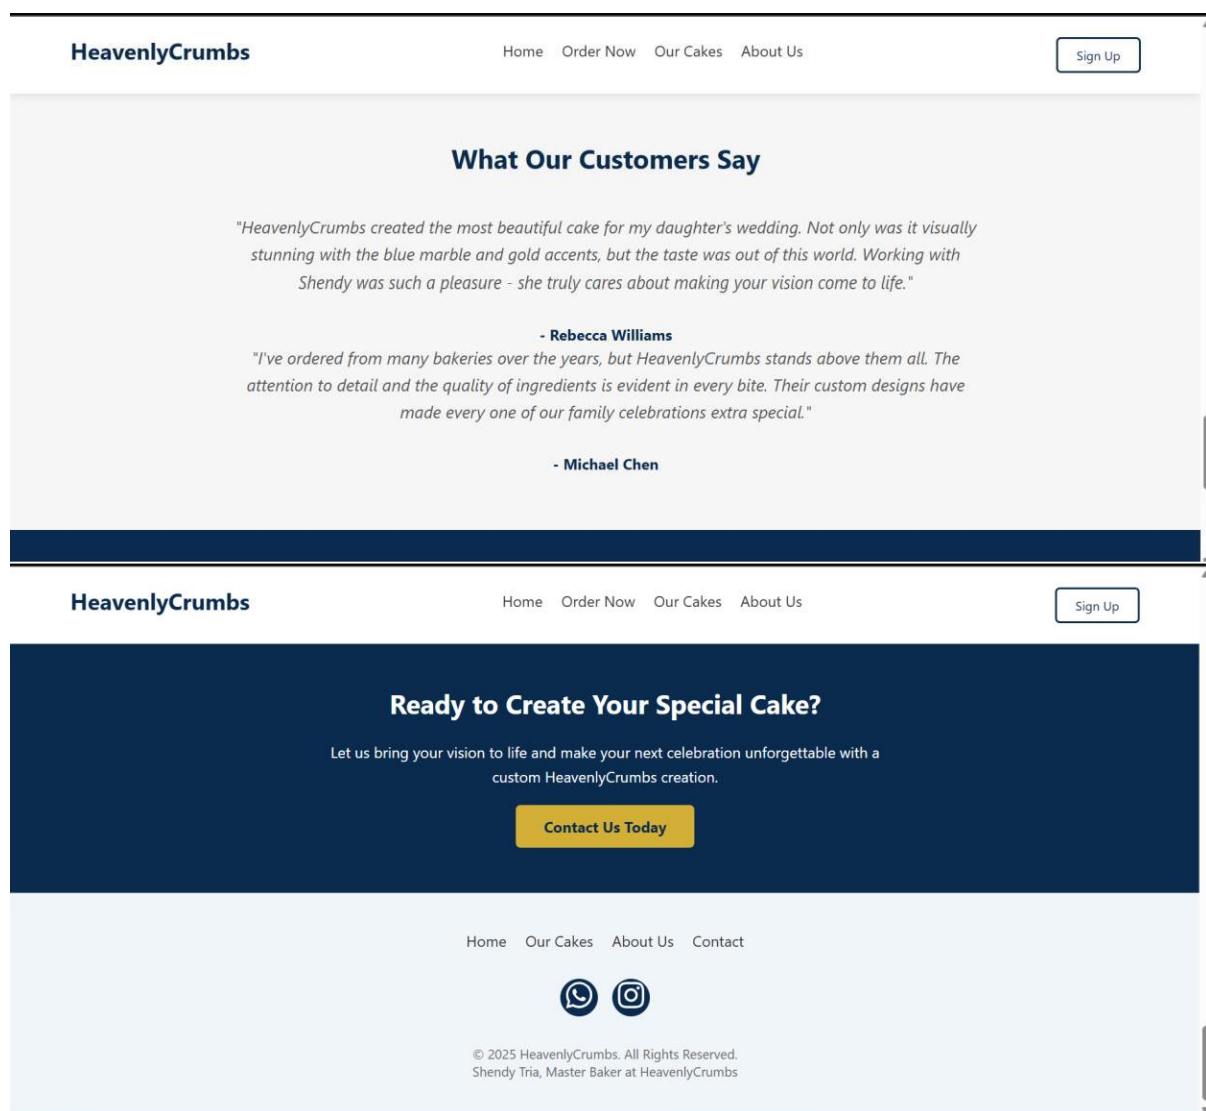 HeavenlyCrumbs
Home Order Now Our Cakes About Us
Sign Up
What Our Customers Say
"HeavenlyCrumbs created the most beautiful cake for my daughter's wedding. Not only was it visually
stunning with the blue marble and gold accents, but the taste was out of this world. Working with
Shendy was such a pleasure - she truly cares about making your vision come to life."
- Rebecca Williams
"I've ordered from many bakeries over the years, but HeavenlyCrumbs stands above them all. The
attention to detail and the quality of ingredients is evident in every bite. Their custom designs have
made every one of our family celebrations extra special."
- Michael Chen
HeavenlyCrumbs
Home Order Now Our Cakes About Us
Sign Up
Ready to Create Your Special Cake?
Let us bring your vision to life and make your next celebration unforgettable with a
custom HeavenlyCrumbs creation.
Contact Us Today
Home Our Cakes About Us Contact
© 2025 HeavenlyCrumbs. All Rights Reserved.
Shendy Tria, Master Baker at HeavenlyCrumbs